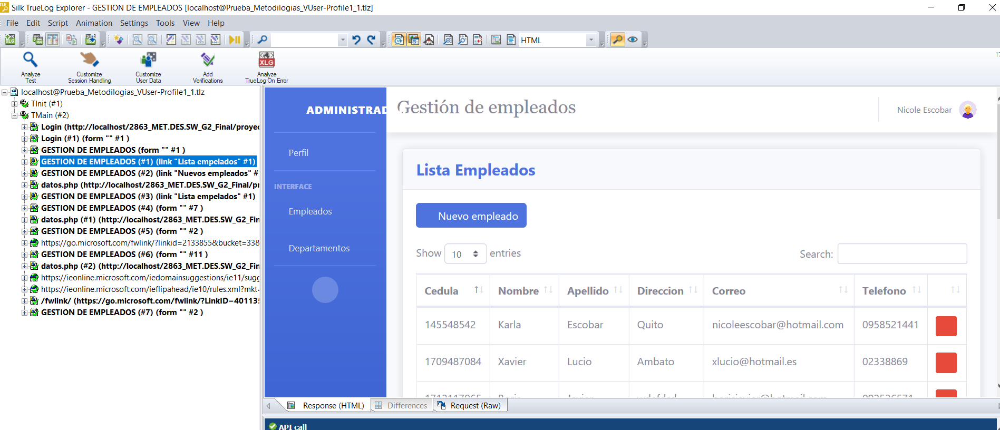 Silk TrueLog Explorer - GESTION DE EMPLEADOS [localhost@Prueba_Metodilogias_VUser-Profile1_1.tlz]
File Edit Script Animation Settings Tools View Help
HTML
Analyze Test
Customize Session Handling
Customize User Data
Add Verifications
XLG
Analyze TrueLog On Error
17
localhost@Prueba_Metodilogias_VUser-Profile1_1.tlz
TInit (#1)
TMain (#2)
Login (http://localhost/2863_MET.DES.SW_G2_Final/proyec
Login (#1) (form "" #1 )
GESTION DE EMPLEADOS (form "" #1 )
GESTION DE EMPLEADOS (#1) (link "Lista empelados" #1)
GESTION DE EMPLEADOS (#2) (link "Nuevos empleados" #
datos.php (http://localhost/2863_MET.DES.SW_G2_Final/pr
GESTION DE EMPLEADOS (#3) (link "Lista empelados" #1)
GESTION DE EMPLEADOS (#4) (form "" #7 )
datos.php (#1) (http://localhost/2863_MET.DES.SW_G2_Fin
GESTION DE EMPLEADOS (#5) (form "" #2 )
https://go.microsoft.com/fwlink/?linkid=2133855&bucket=33&
GESTION DE EMPLEADOS (#6) (form "" #11 )
datos.php (#2) (http://localhost/2863_MET.DES.SW_G2_Fin
https://ieonline.microsoft.com/iedomainsuggestions/ie11/sugg
https://ieonline.microsoft.com/ieflipahead/ie10/rules.xml?mkt=
/fwlink/ (https://go.microsoft.com/fwlink/?LinkID=401135
GESTION DE EMPLEADOS (#7) (form "" #2 )
ADMINISTRAD
Perfil
INTERFACE
Empleados
Departamentos
Gestión de empleados
Nicole Escobar
Lista Empleados
Nuevo empleado
Show 10 entries
Search:
Cedula Nombre Apellido Direccion Correo Telefono
145548542 Karla Escobar Quito nicoleescobar@hotmail.com 0958521441
1709487084 Xavier Lucio Ambato xlucio@hotmail.es 02338869
Response (HTML) Differences Request (Raw)
API call